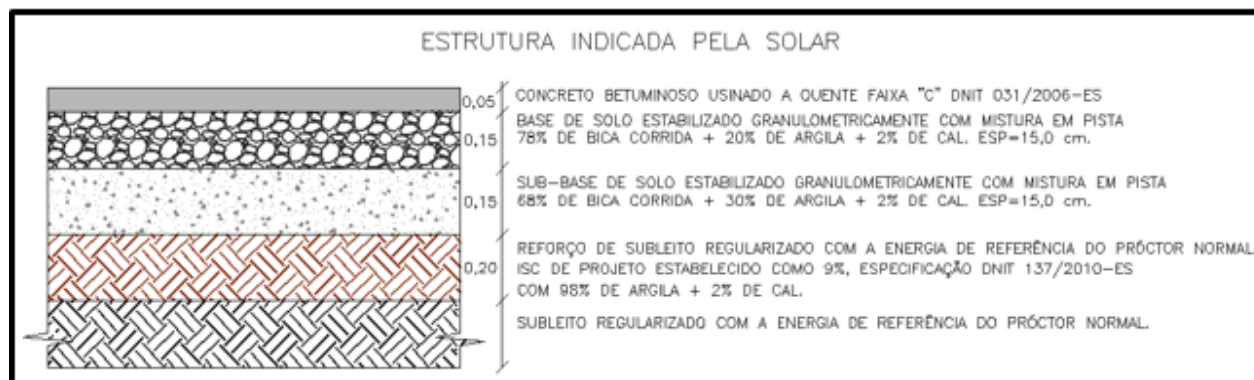 ESTRUTURA INDICADA PELA SOLAR
0,05
CONCRETO BETUMINOSO USINADO A QUENTE FAIXA "C" DNIT 031/2006-ES
0,15
BASE DE SOLO ESTABILIZADO GRANULOMETRICAMENTE COM MISTURA EM PISTA
78% DE BICA CORRIDA + 20% DE ARGILA + 2% DE CAL. ESP=15,0 cm.
0,15
SUB-BASE DE SOLO ESTABILIZADO GRANULOMETRICAMENTE COM MISTURA EM PISTA
68% DE BICA CORRIDA + 30% DE ARGILA + 2% DE CAL. ESP=15,0 cm.
0,20
REFORÇO DE SUBLEITO REGULARIZADO COM A ENERGIA DE REFERÊNCIA DO PRÓCTOR NORMAL.
ISC DE PROJETO ESTABELECIDO COMO 9%, ESPECIFICAÇÃO DNIT 137/2010-ES
COM 98% DE ARGILA + 2% DE CAL.
SUBLEITO REGULARIZADO COM A ENERGIA DE REFERÊNCIA DO PRÓCTOR NORMAL.